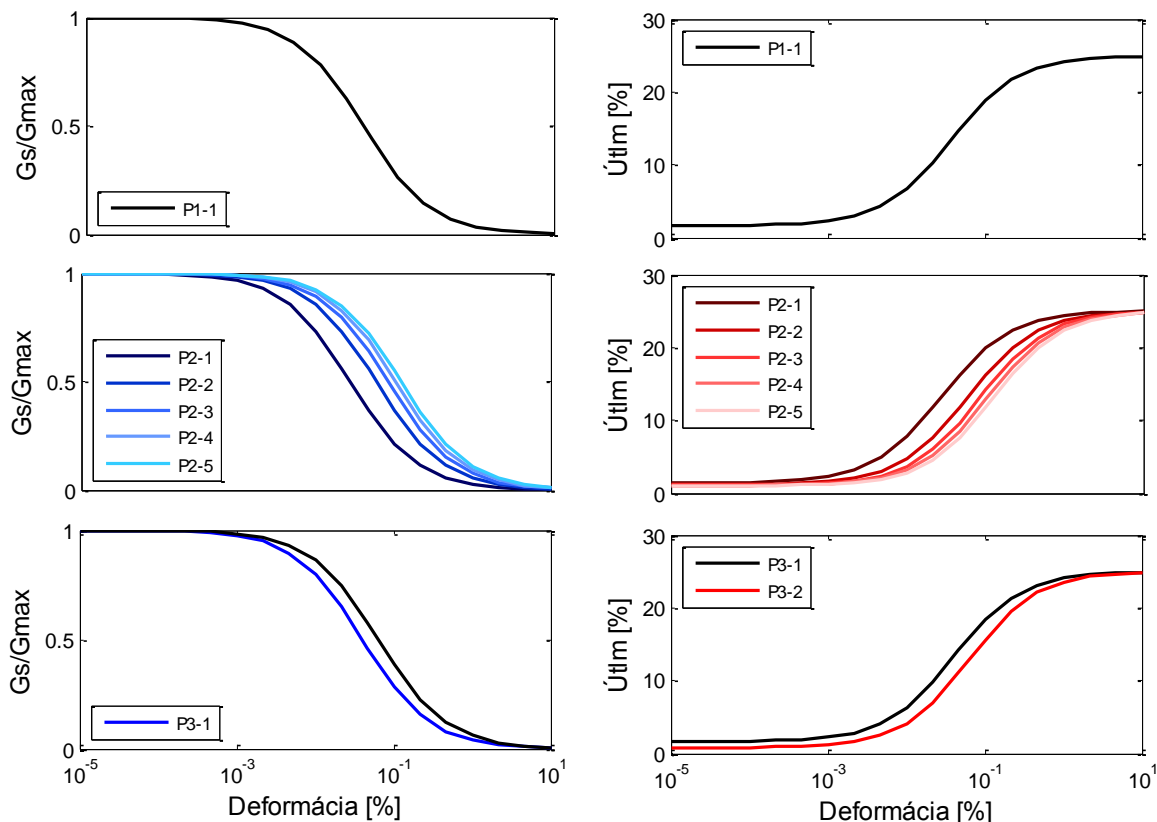 1
0.5
0
Gs/Gmax
P1-1
30
20
10
0
Útlm [%]
P1-1
1
0.5
0
Gs/Gmax
P2-1
P2-2
P2-3
P2-4
P2-5
30
20
10
0
Útlm [%]
P2-1
P2-2
P2-3
P2-4
P2-5
1
0.5
0
Gs/Gmax
P3-1
10^-5
10^-3
10^-1
10^1
Deformácia [%]
30
20
10
0
Útlm [%]
P3-1
P3-2
10^-5
10^-3
10^-1
10^1
Deformácia [%]